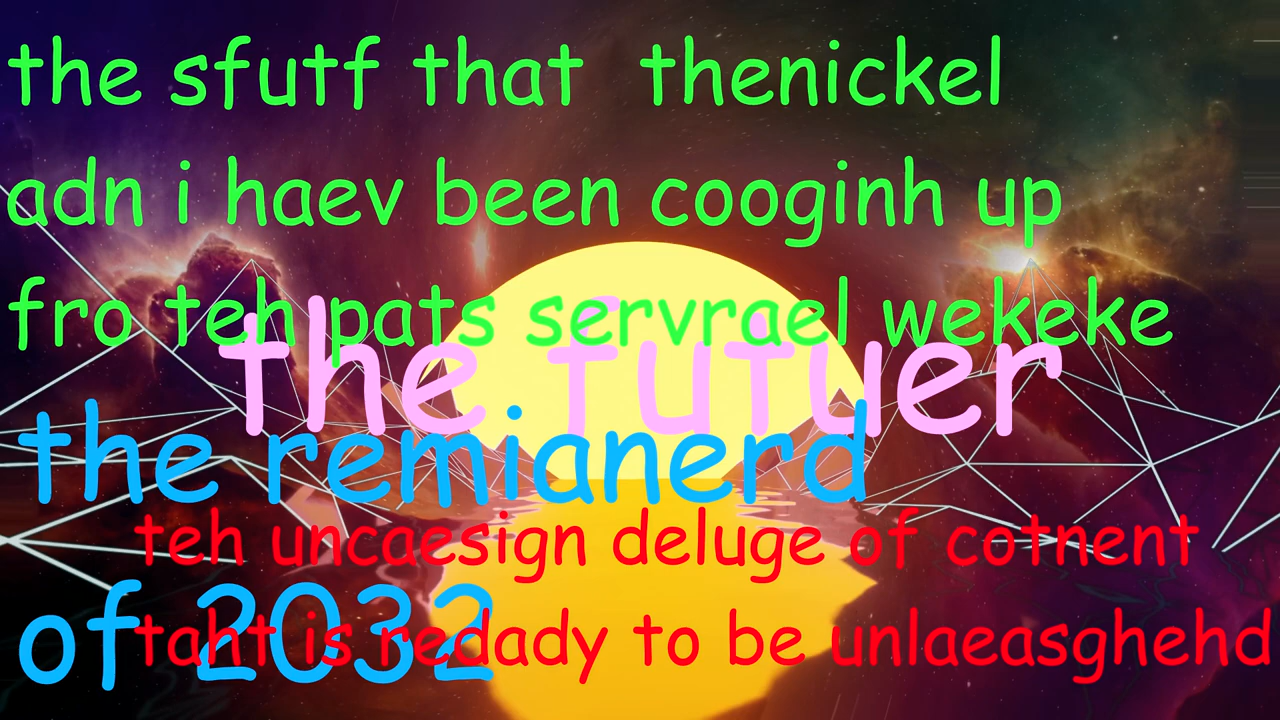 the sfutf that thenickel
adn i haev been cooginh up
fro teh pats servrael wekeke
the futuer
the remianerd
teh uncaesign deluge of cotnent
of 2032
taht is redady to be unlaeasghehd